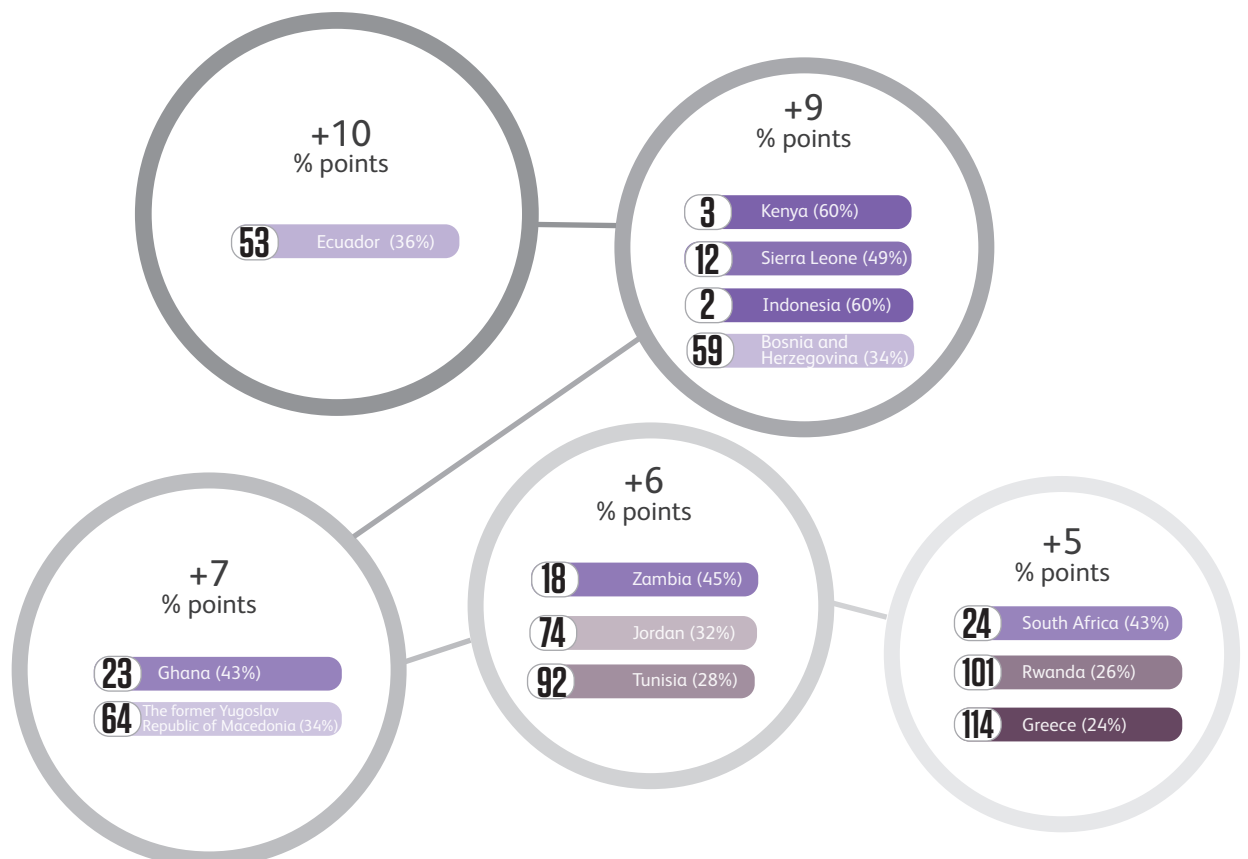 +10
% points
53 Ecuador (36%)
+9
% points
3 Kenya (60%)
12 Sierra Leone (49%)
2 Indonesia (60%)
59 Bosnia and
Herzegovina (34%)
+7
% points
23 Ghana (43%)
64 The former Yugoslav
Republic of Macedonia (34%)
+6
% points
18 Zambia (45%)
74 Jordan (32%)
92 Tunisia (28%)
+5
% points
24 South Africa (43%)
101 Rwanda (26%)
114 Greece (24%)